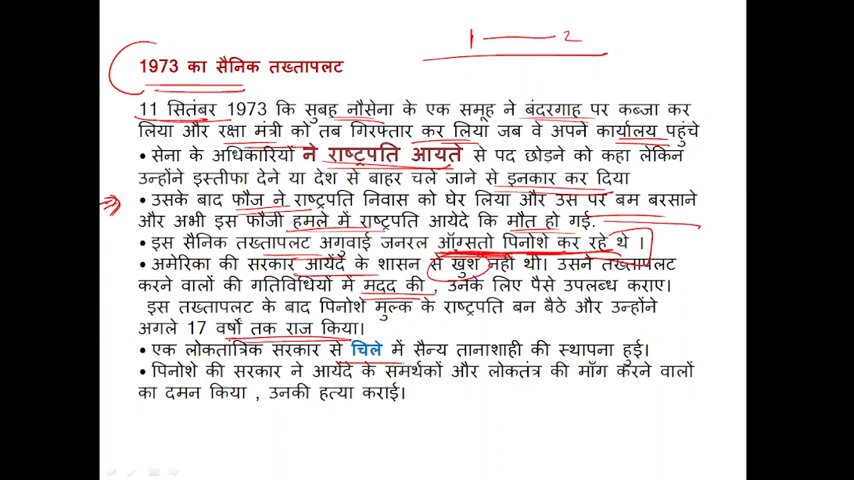 1 — 2
1973 का सैनिक तख्तापलट
11 सितंबर 1973 कि सुबह नौसेना के एक समूह ने बंदरगाह पर कब्जा कर
लिया और रक्षा मंत्री को तब गिरफ्तार कर लिया जब वे अपने कार्यालय पहुंचे
• सेना के अधिकारियों ने राष्ट्रपति आयते से पद छोड़ने को कहा लेकिन
उन्होंने इस्तीफा देने या देश से बाहर चले जाने से इनकार कर दिया
• उसके बाद फौज ने राष्ट्रपति निवास को घेर लिया और उस पर बम बरसाने
और अभी इस फौजी हमले में राष्ट्रपति आयेदे कि मौत हो गई.
• इस सैनिक तख्तापलट अगुवाई जनरल ऑग्सतो पिनोशे कर रहे थे ।
• अमेरिका की सरकार आयेंदे के शासन से खुश नहीं थी। उसने तख्तापलट
करने वालों की गतिविधियों में मदद की , उनके लिए पैसे उपलब्ध कराए।
इस तख्तापलट के बाद पिनोशे मुल्क के राष्ट्रपति बन बैठे और उन्होंने
अगले 17 वर्षों तक राज किया।
• एक लोकतांत्रिक सरकार से चिले में सैन्य तानाशाही की स्थापना हुई।
• पिनोशे की सरकार ने आयेंदे के समर्थकों और लोकतंत्र की माँग करने वालों
का दमन किया , उनकी हत्या कराई।